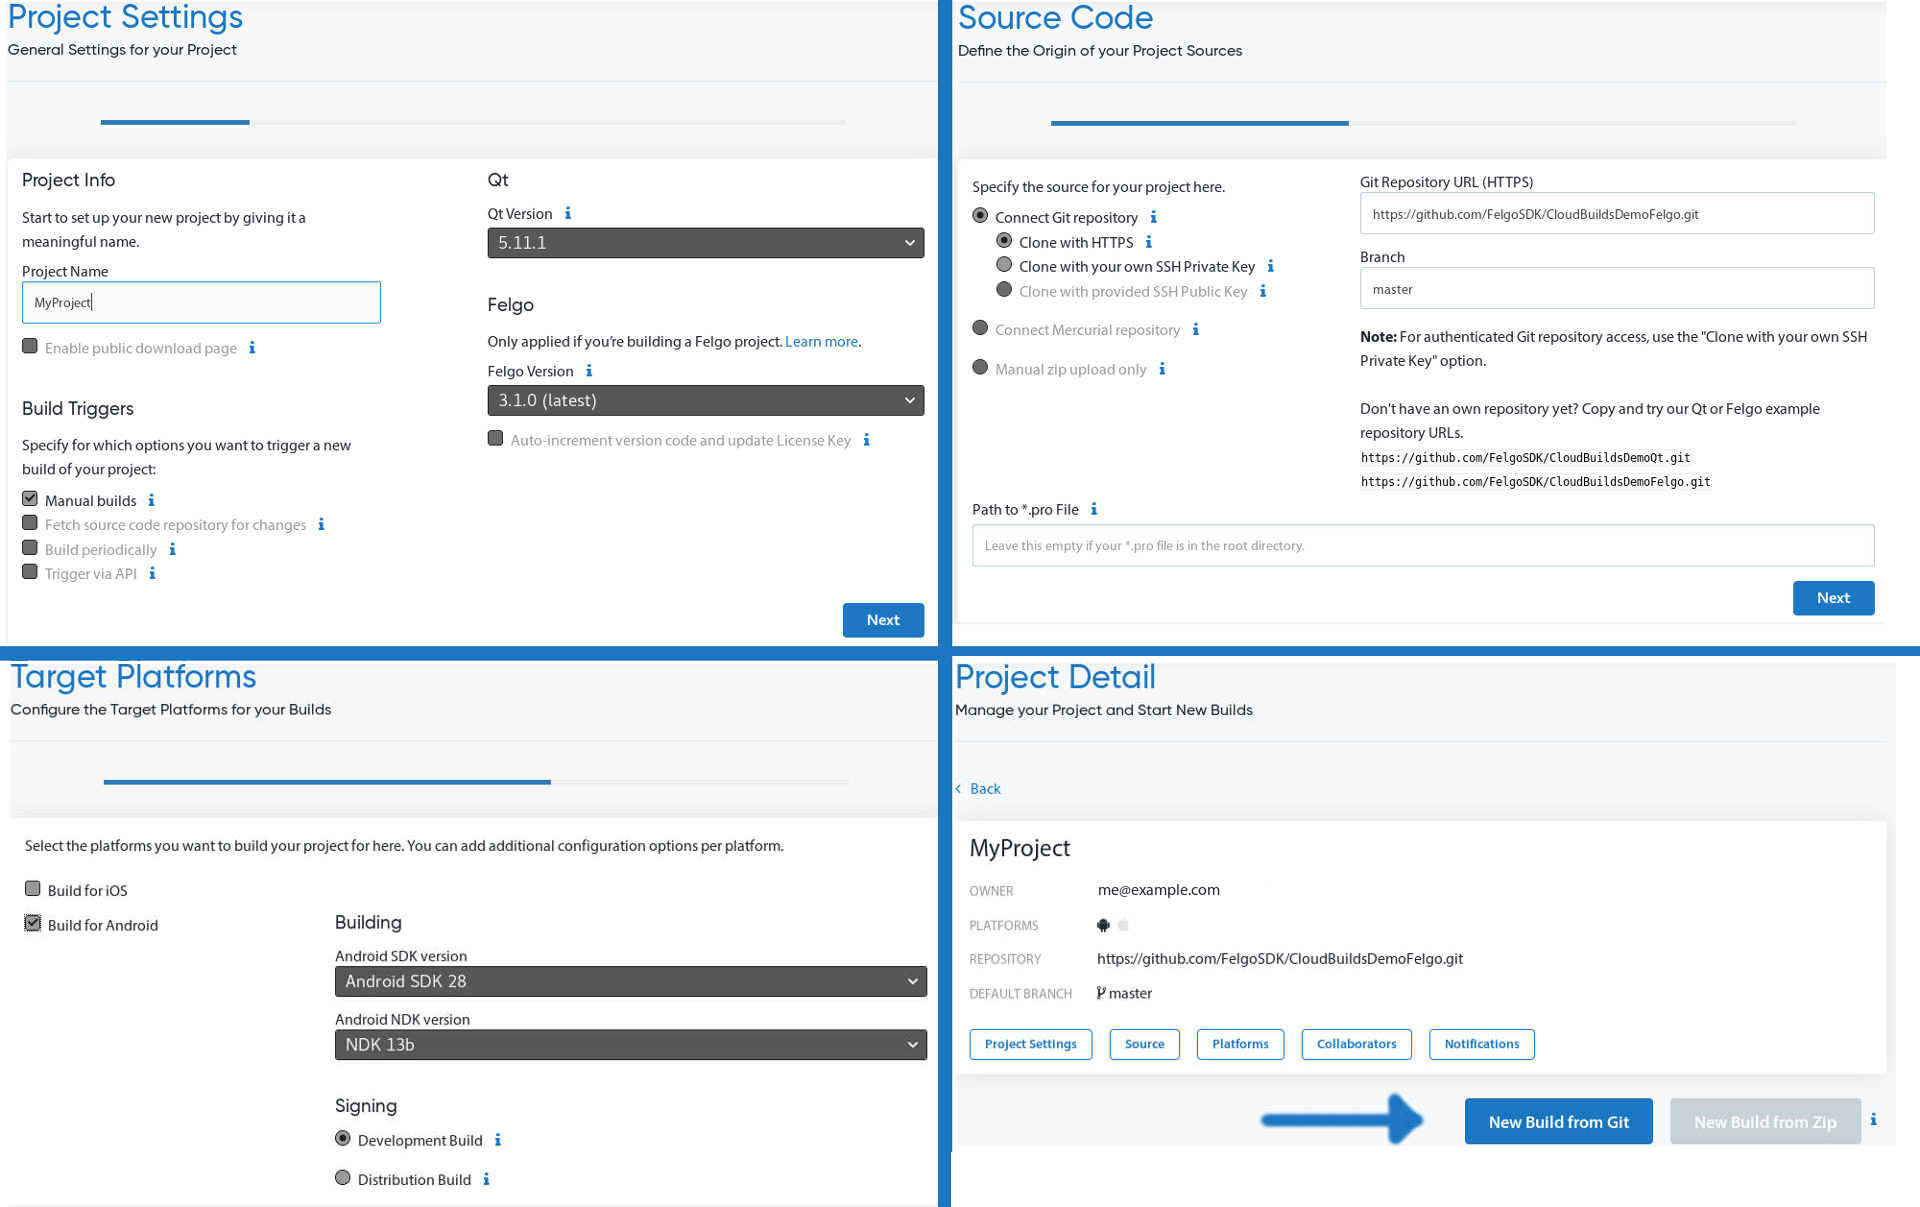 Project Settings
General Settings for your Project
Project Info
Start to set up your new project by giving it a
meaningful name.
Project Name
MyProject
Enable public download page
Build Triggers
Specify for which options you want to trigger a new
build of your project:
Manual builds
Fetch source code repository for changes
Build periodically
Trigger via API
Qt
Qt Version
5.11.1
Felgo
Only applied if you're building a Felgo project. Learn more.
Felgo Version
3.1.0 (latest)
Auto-increment version code and update License Key
Next
Source Code
Define the Origin of your Project Sources
Specify the source for your project here.
Connect Git repository
Clone with HTTPS
Clone with your own SSH Private Key
Clone with provided SSH Public Key
Connect Mercurial repository
Manual zip upload only
Git Repository URL (HTTPS)
https://github.com/FelgoSDK/CloudBuildsDemoFelgo.git
Branch
master
Note: For authenticated Git repository access, use the "Clone with your own SSH
Private Key" option.
Don't have an own repository yet? Copy and try our Qt or Felgo example
repository URLs.
https://github.com/FelgoSDK/CloudBuildsDemoQt.git
https://github.com/FelgoSDK/CloudBuildsDemoFelgo.git
Path to *.pro File
Leave this empty if your *.pro file is in the root directory.
Next
Target Platforms
Configure the Target Platforms for your Builds
Select the platforms you want to build your project for here. You can add additional configuration options per platform.
Build for iOS
Build for Android
Building
Android SDK version
Android SDK 28
Android NDK version
NDK 13b
Signing
Development Build
Distribution Build
Project Detail
Manage your Project and Start New Builds
Back
MyProject
OWNER me@example.com
PLATFORMS
REPOSITORY https://github.com/FelgoSDK/CloudBuildsDemoFelgo.git
DEFAULT BRANCH master
Project Settings Source Platforms Collaborators Notifications
New Build from Git New Build from Zip